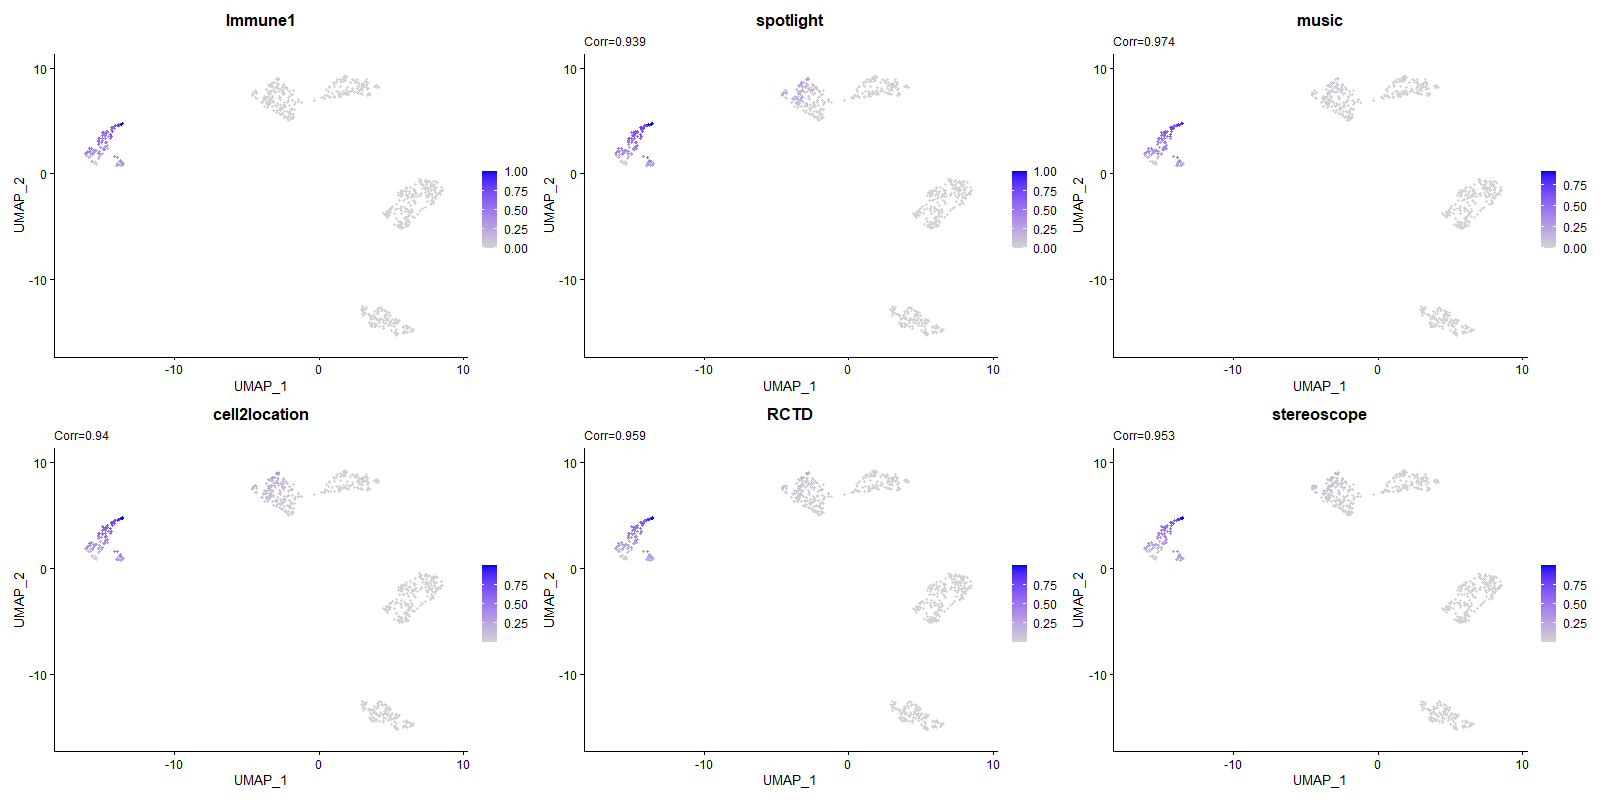 Immune1
10
0
-10
UMAP_2
-10
0
10
UMAP_1
1.00
0.75
0.50
0.25
0.00
spotlight
Corr=0.939
10
0
-10
UMAP_2
-10
0
10
UMAP_1
1.00
0.75
0.50
0.25
0.00
music
Corr=0.974
10
0
-10
UMAP_2
-10
0
10
UMAP_1
0.75
0.50
0.25
0.00
cell2location
Corr=0.94
10
0
-10
UMAP_2
-10
0
10
UMAP_1
0.75
0.50
0.25
RCTD
Corr=0.959
10
0
-10
UMAP_2
-10
0
10
UMAP_1
0.75
0.50
0.25
stereoscope
Corr=0.953
10
0
-10
UMAP_2
-10
0
10
UMAP_1
0.75
0.50
0.25